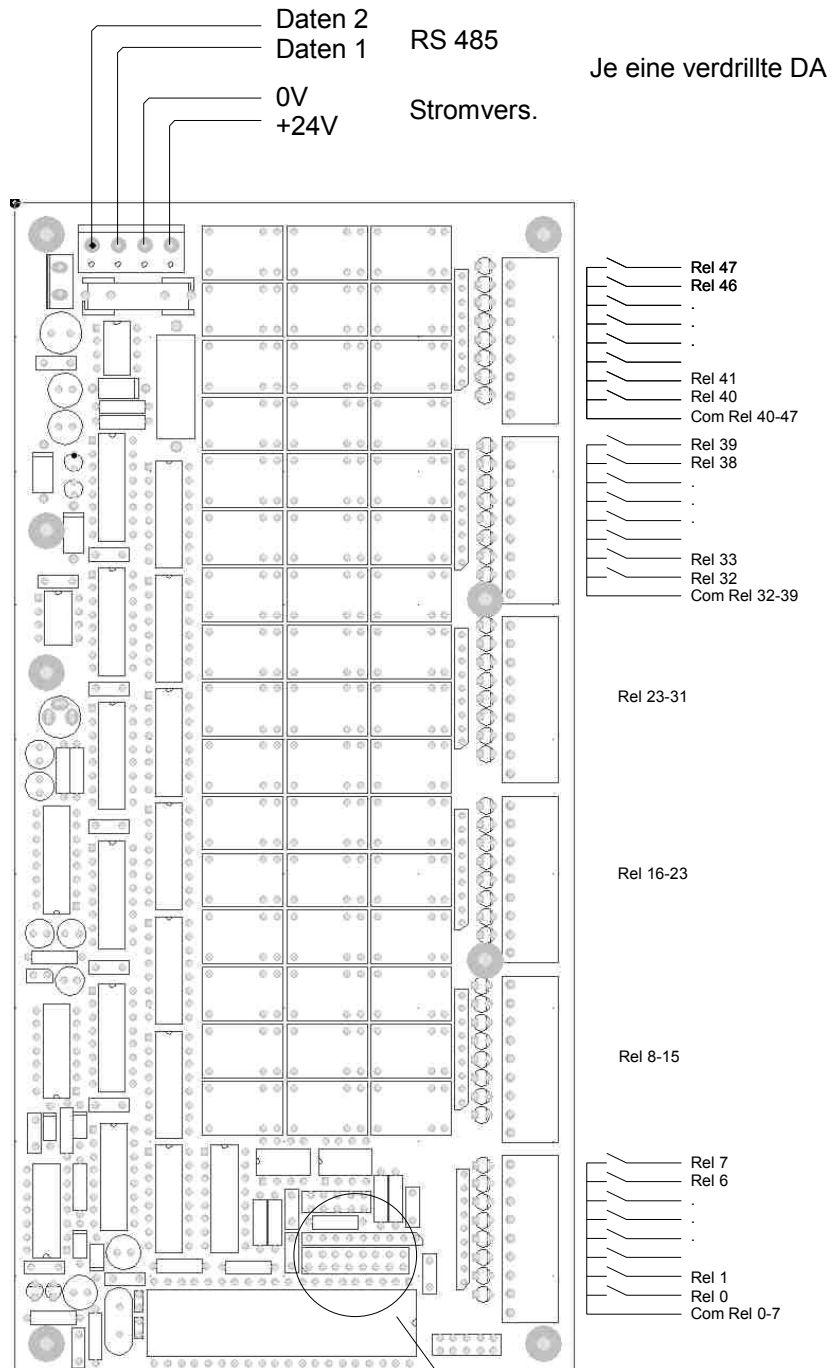 Daten 2
Daten 1
RS 485
Je eine verdrillte DA
0V
+24V
Stromvers.
Rel 47
Rel 46
.
.
.
Rel 41
Rel 40
Com Rel 40-47
Rel 39
Rel 38
.
.
.
Rel 33
Rel 32
Com Rel 32-39
Rel 23-31
Rel 16-23
Rel 8-15
Rel 7
Rel 6
.
.
.
Rel 1
Rel 0
Com Rel 0-7